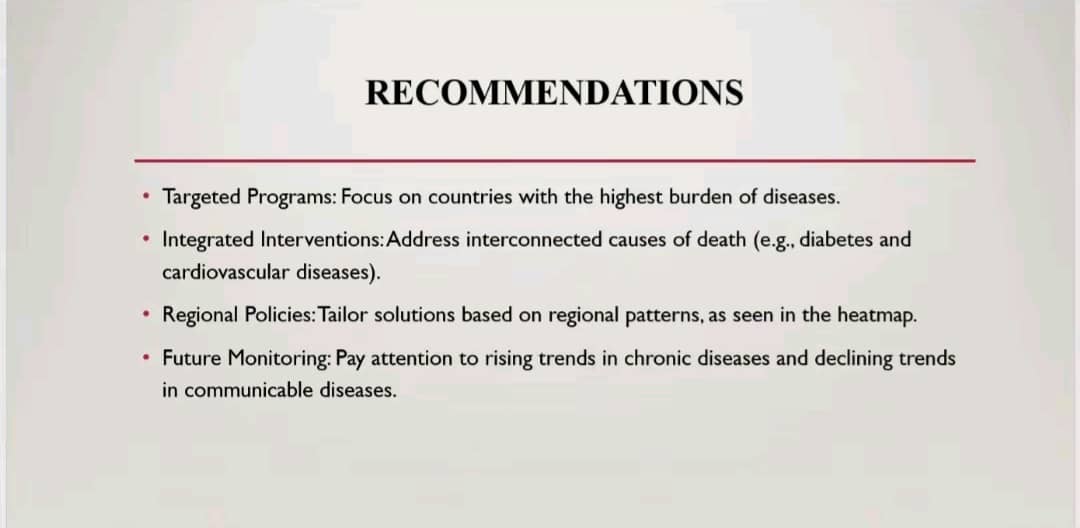 RECOMMENDATIONS
• Targeted Programs: Focus on countries with the highest burden of diseases.
• Integrated Interventions: Address interconnected causes of death (e.g., diabetes and
cardiovascular diseases).
• Regional Policies: Tailor solutions based on regional patterns, as seen in the heatmap.
• Future Monitoring: Pay attention to rising trends in chronic diseases and declining trends
in communicable diseases.